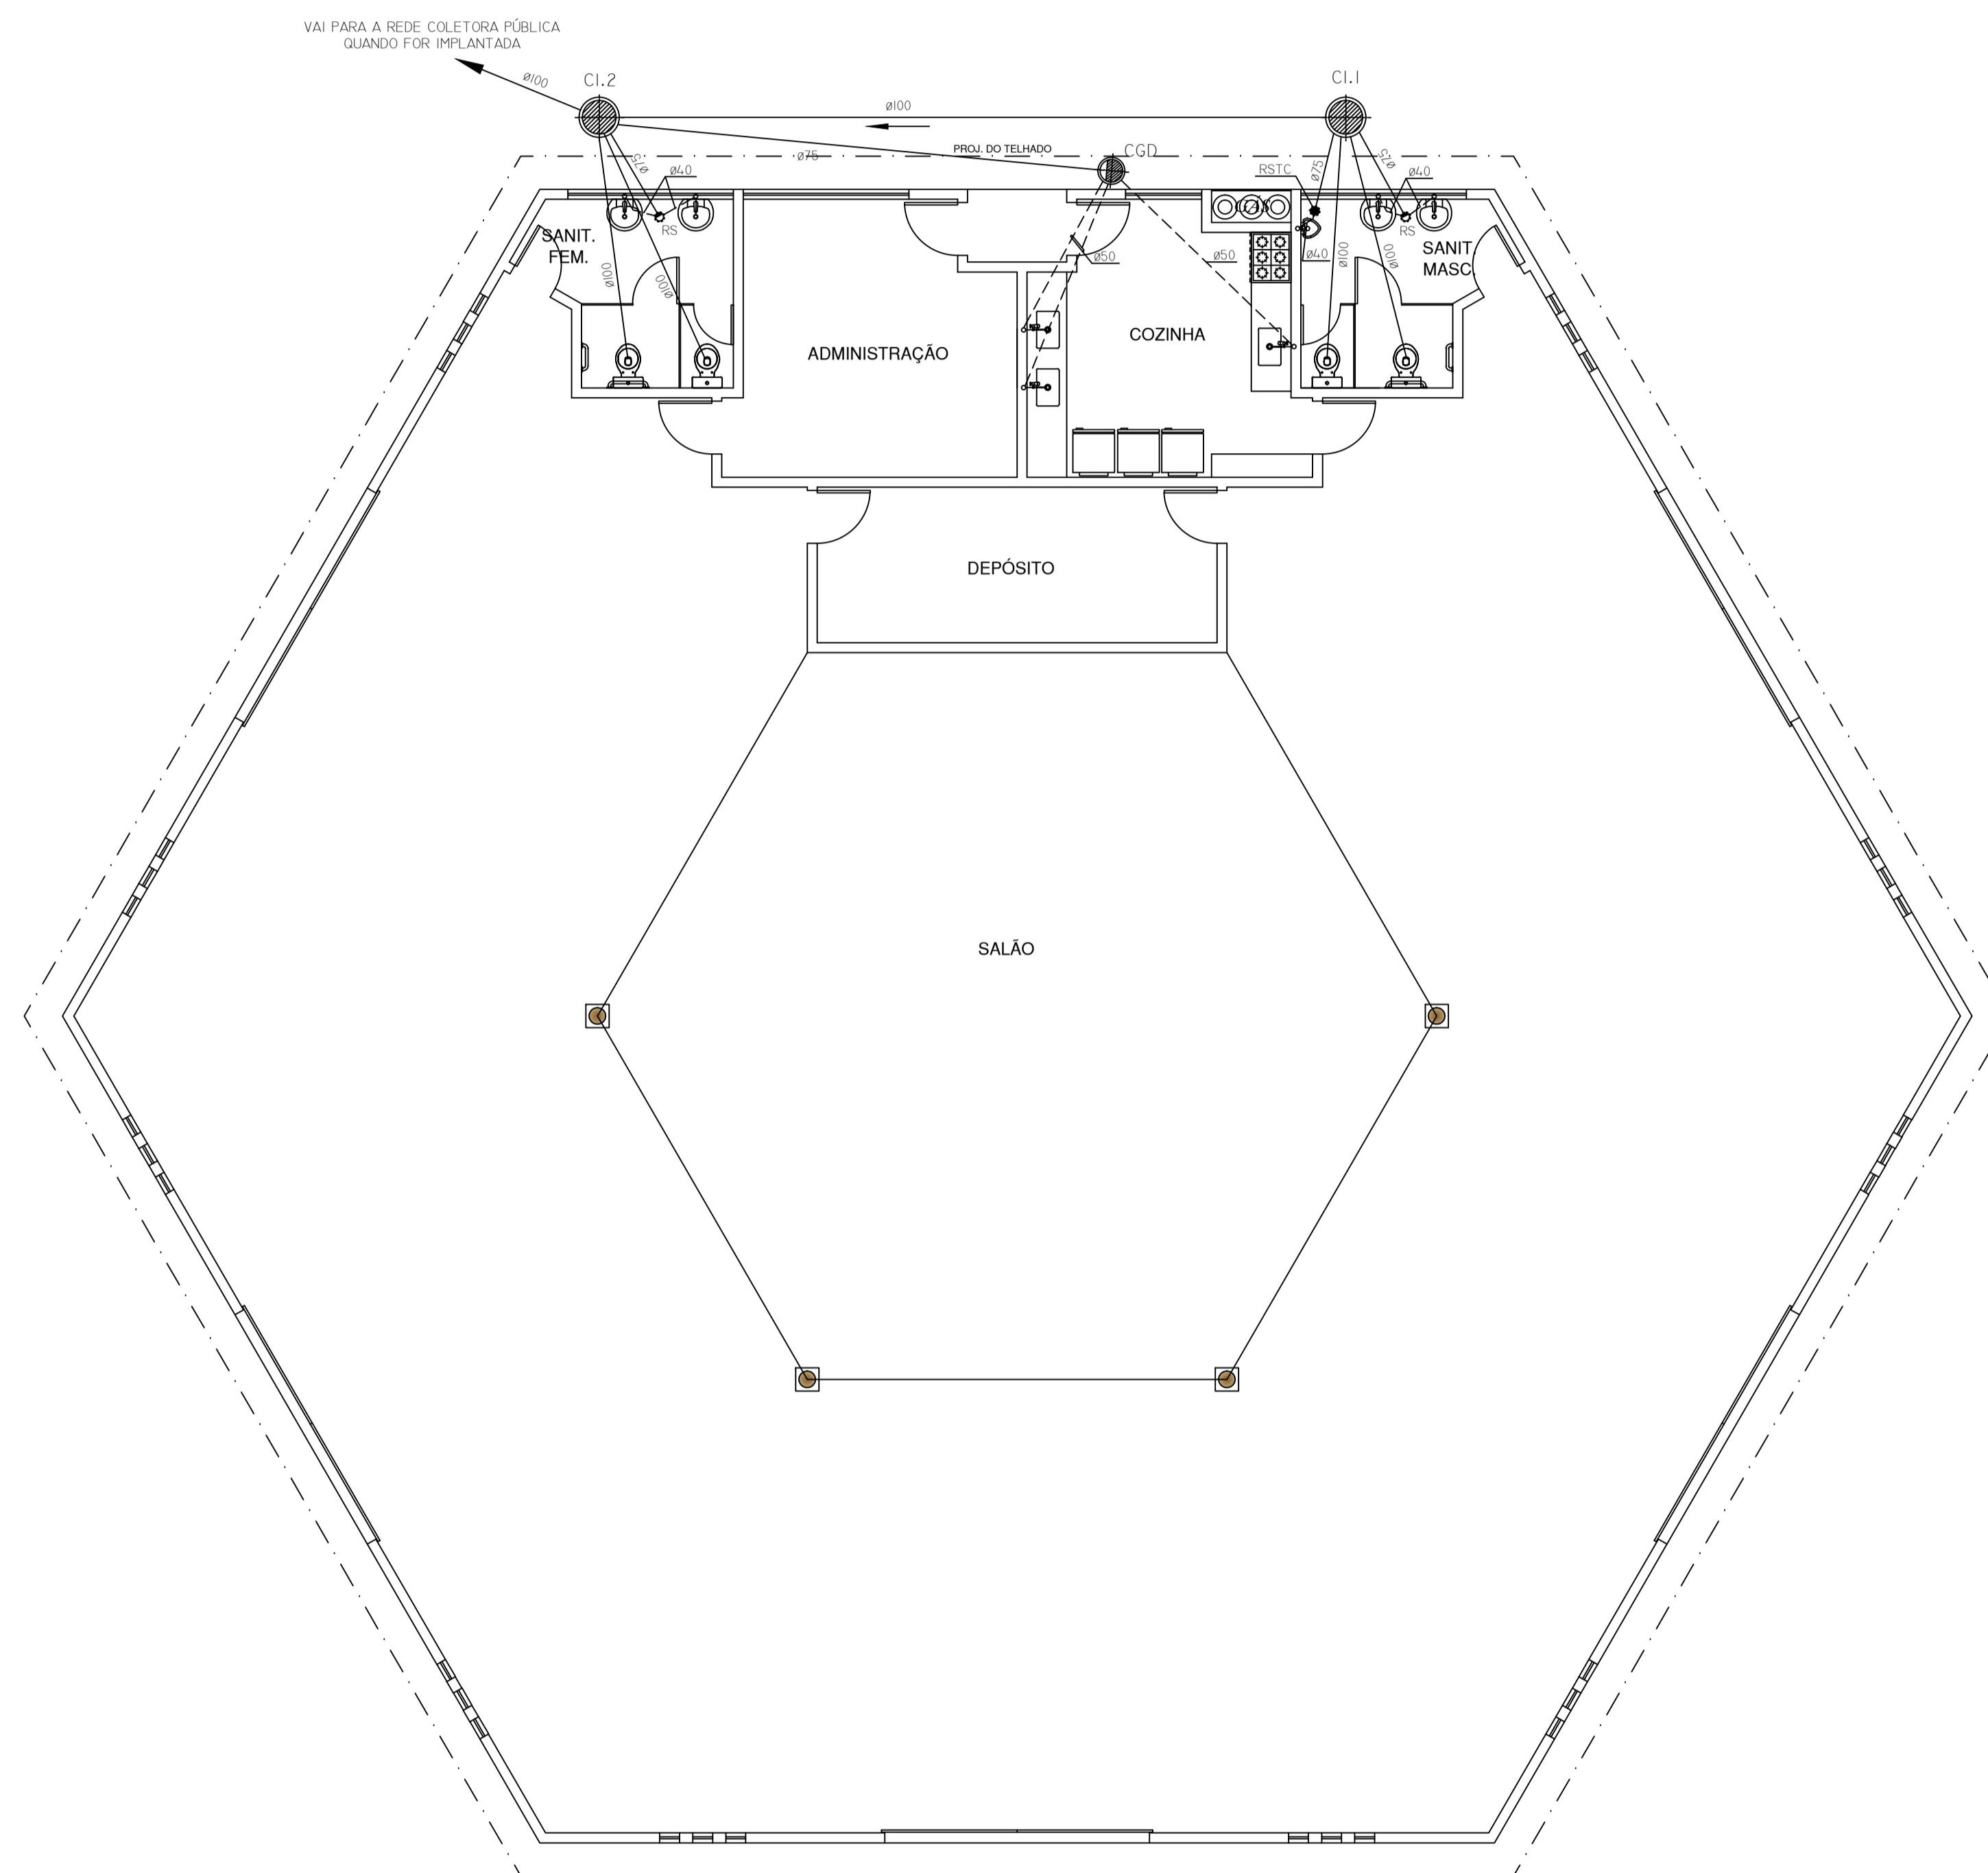 VAI PARA A REDE COLETORA PÚBLICA
QUANDO FOR IMPLANTADA
ø100
CI.2
CI.1
ø100
ø75
PROJ. DO TELHADO
CGD
RSTC
ø75
ø75
ø40
ø75
ø40
SANIT.
FEM.
RS
RS
SANIT.
MASC.
ø100
ø100
ø50
ø50
ø40
ø100
ø100
GÁS
ADMINISTRAÇÃO
COZINHA
DEPÓSITO
SALÃO